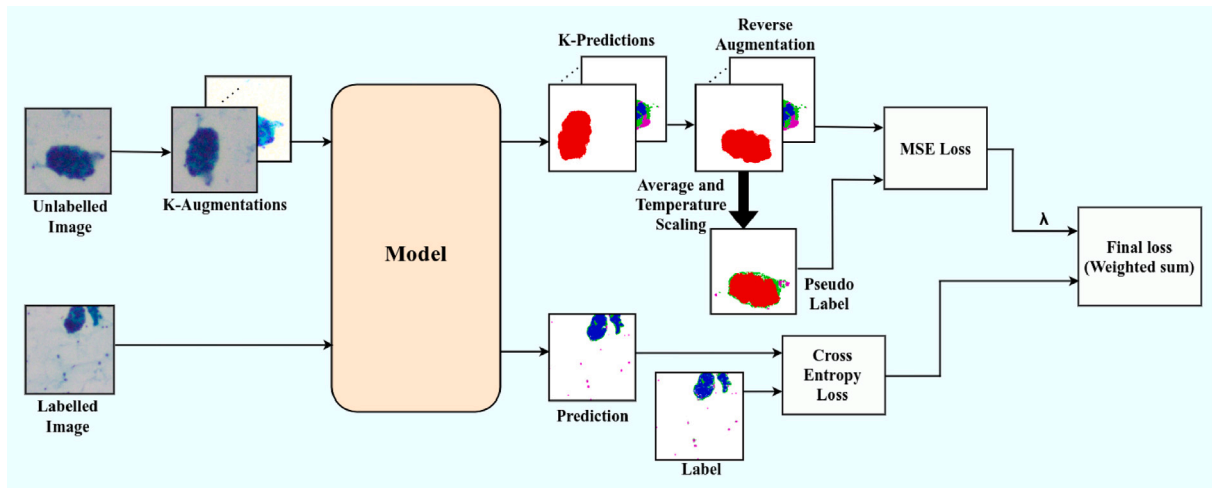 K-Predictions
Reverse
Augmentation
Unlabelled
Image
K-Augmentations
Model
MSE Loss
Average and
Temperature
Scaling
Pseudo
Label
λ
Final loss
(Weighted sum)
Labelled
Image
Prediction
Label
Cross
Entropy
Loss